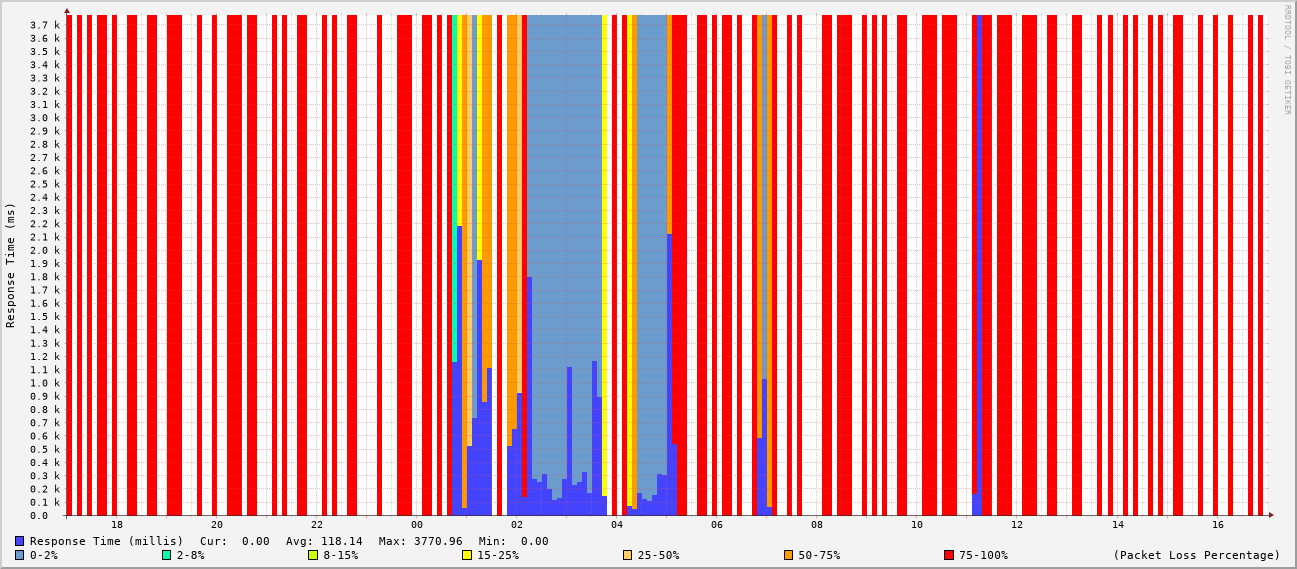 RRDTOOL / TOBI OETIKER
Response Time (ms)
3.7 k
3.6 k
3.5 k
3.4 k
3.3 k
3.2 k
3.1 k
3.0 k
2.9 k
2.8 k
2.7 k
2.6 k
2.5 k
2.4 k
2.3 k
2.2 k
2.1 k
2.0 k
1.9 k
1.8 k
1.7 k
1.6 k
1.5 k
1.4 k
1.3 k
1.2 k
1.1 k
1.0 k
0.9 k
0.8 k
0.7 k
0.6 k
0.5 k
0.4 k
0.3 k
0.2 k
0.1 k
0.0
18 20 22 00 02 04 06 08 10 12 14 16
Response Time (millis) Cur: 0.00 Avg: 118.14 Max: 3770.96 Min: 0.00
0-2% 2-8% 8-15% 15-25% 25-50% 50-75% 75-100% (Packet Loss Percentage)